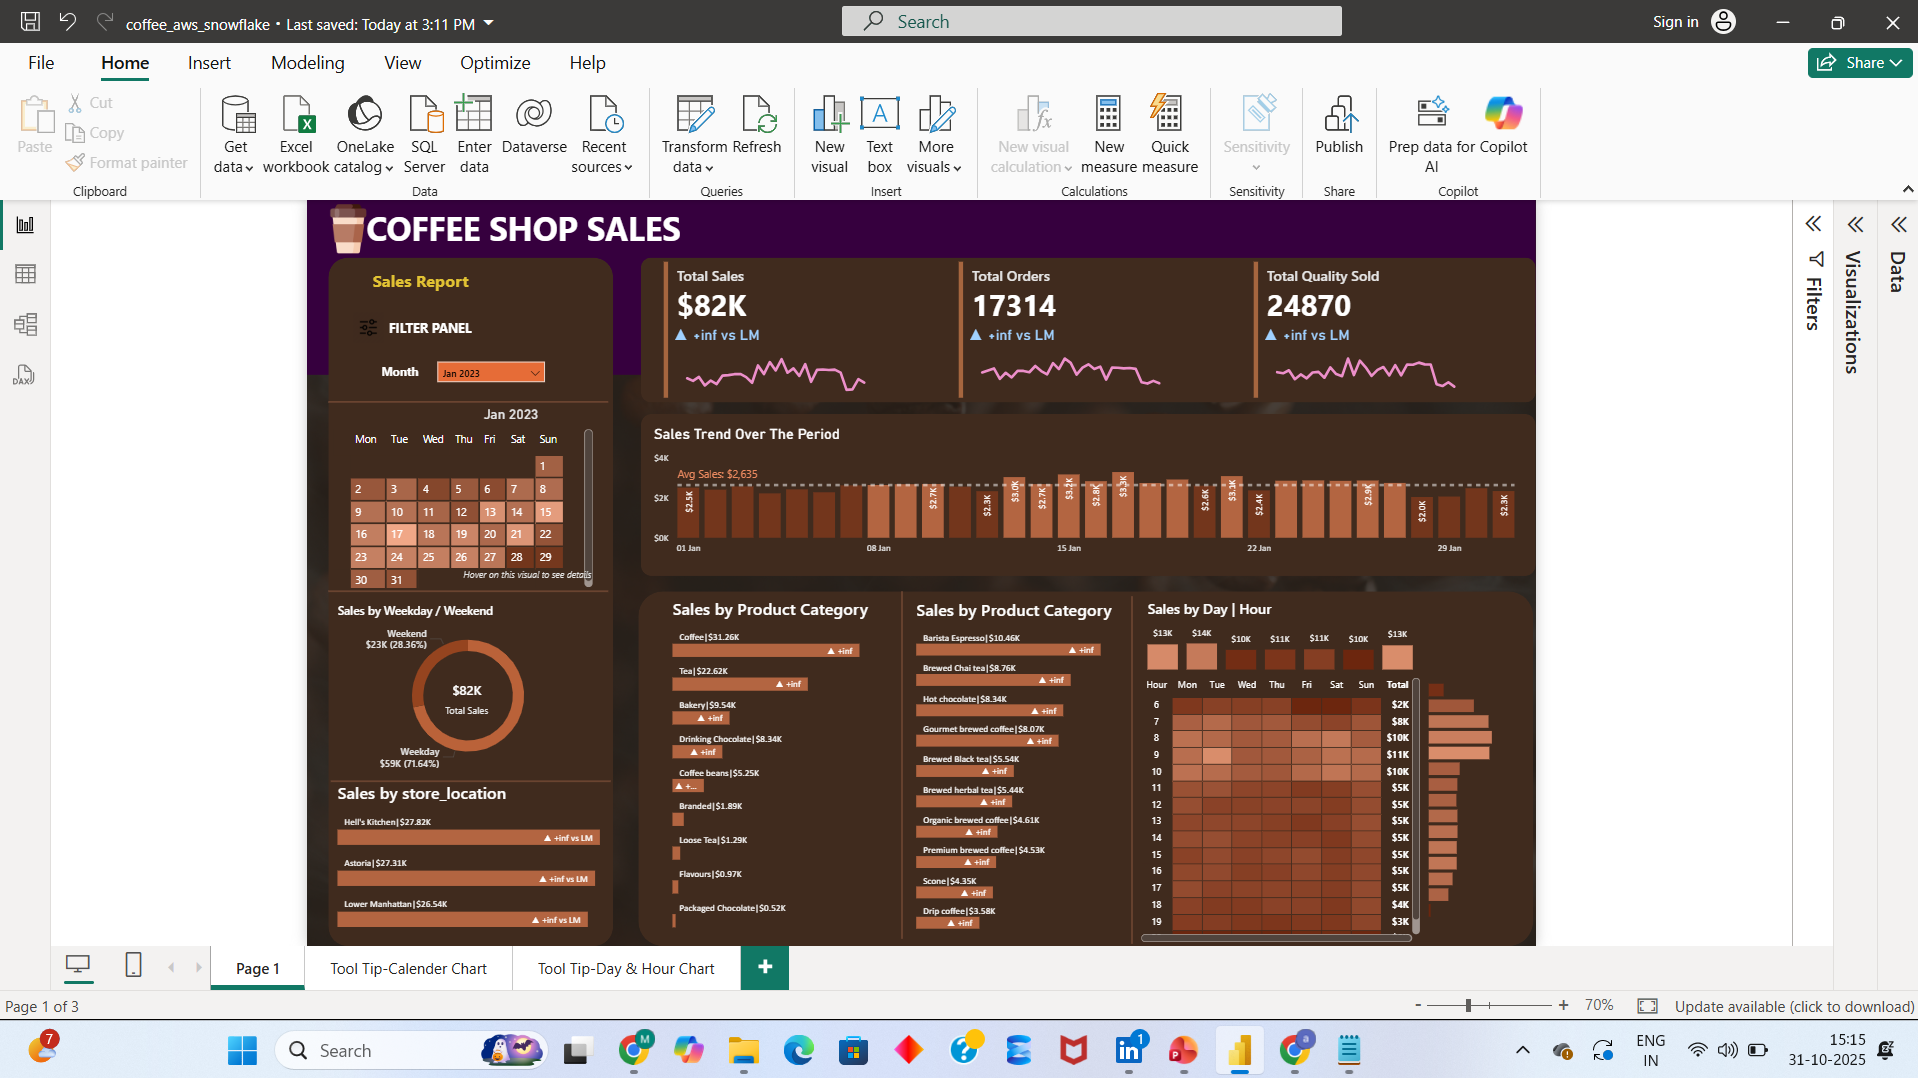 coffee_aws_snowflake • Last saved: Today at 3:11 PM
Search
Sign in
File Home Insert Modeling View Optimize Help
Share
Paste
Cut
Copy
Format painter
Clipboard
Get data
Excel workbook
OneLake catalog
SQL Server
Enter data
Dataverse
Recent sources
Data
Transform data
Refresh
Queries
New visual
Text box
More visuals
Insert
New visual calculation
New measure
Quick measure
Calculations
Sensitivity
Sensitivity
Publish
Share
Prep data for AI
Copilot
Copilot
DAX
COFFEE SHOP SALES
Sales Report
FILTER PANEL
Month Jan 2023
Jan 2023
Mon Tue Wed Thu Fri Sat Sun
1
2 3 4 5 6 7 8
9 10 11 12 13 14 15
16 17 18 19 20 21 22
23 24 25 26 27 28 29
30 31
Hover on this visual to see details
Sales by Weekday / Weekend
Weekend
$23K (28.36%)
$82K
Total Sales
Weekday
$59K (71.64%)
Sales by store_location
Hell's Kitchen|$27.82K
▲ +inf vs LM
Astoria|$27.31K
▲ +inf vs LM
Lower Manhattan|$26.54K
▲ +inf vs LM
Total Sales
$82K
▲ +inf vs LM
Total Orders
17314
▲ +inf vs LM
Total Quality Sold
24870
▲ +inf vs LM
Sales Trend Over The Period
$4K
$2K
$0K
Avg Sales: $2,635
$2.5K $2.7K $2.3K $3.0K $2.7K $3.2K $2.8K $3.3K $2.6K $3.1K $2.4K $2.9K $2.0K $2.3K
01 Jan 08 Jan 15 Jan 22 Jan 29 Jan
Sales by Product Category
Coffee|$31.26K
▲ +inf
Tea|$22.62K
▲ +inf
Bakery|$9.54K
▲ +inf
Drinking Chocolate|$8.34K
▲ +inf
Coffee beans|$5.25K
▲ +...
Branded|$1.89K
Loose Tea|$1.29K
Flavours|$0.97K
Packaged Chocolate|$0.52K
Sales by Product Category
Barista Espresso|$10.46K
▲ +inf
Brewed Chai tea|$8.76K
▲ +inf
Hot chocolate|$8.34K
▲ +inf
Gourmet brewed coffee|$8.07K
▲ +inf
Brewed Black tea|$5.54K
▲ +inf
Brewed herbal tea|$5.44K
▲ +inf
Organic brewed coffee|$4.61K
▲ +inf
Premium brewed coffee|$4.53K
▲ +inf
Scone|$4.35K
▲ +inf
Drip coffee|$3.58K
▲ +inf
Sales by Day | Hour
$13K $14K $10K $11K $11K $10K $13K
Hour Mon Tue Wed Thu Fri Sat Sun Total
6 $2K
7 $8K
8 $10K
9 $11K
10 $10K
11 $5K
12 $5K
13 $5K
14 $5K
15 $5K
16 $5K
17 $5K
18 $4K
19 $3K
Filters
Visualizations
Data
Page 1
Tool Tip-Calender Chart
Tool Tip-Day & Hour Chart
+
Page 1 of 3
- + 70%
Update available (click to download)
7
Search
M
1
a
P
in
ENG
IN
15:15
31-10-2025